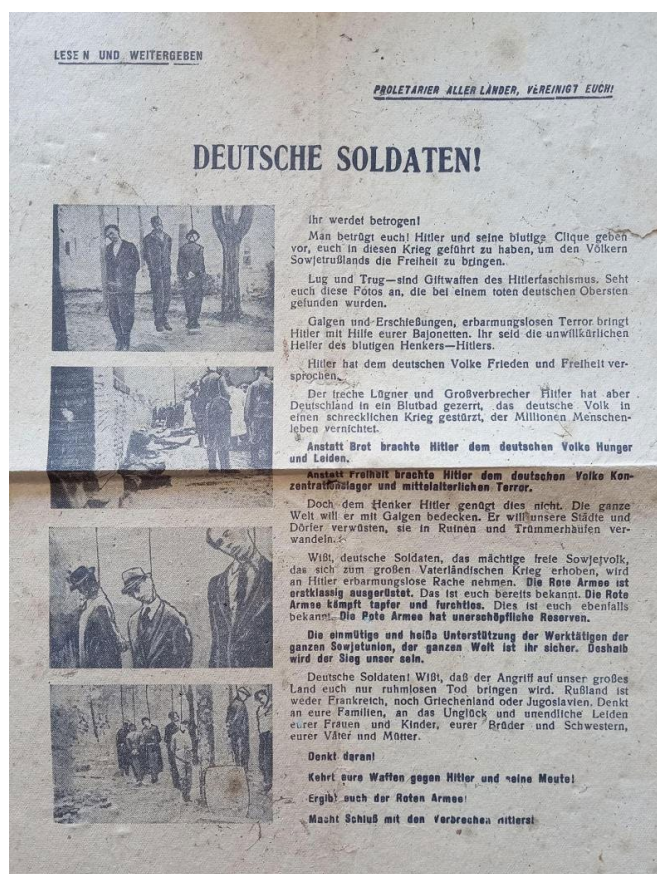 LESEN UND WEITERGEBEN
PROLETARIER ALLER LÄNDER, VEREINIGT EUCH!
DEUTSCHE SOLDATEN!
Ihr werdet betrogen!
Man betrügt euch! Hitler und seine blutige Clique geben
vor, euch in diesen Krieg geführt zu haben, um den Völkern
Sowjetrußlands die Freiheit zu bringen.
Lug und Trug—sind Giftwaffen des Hitlerfaschismus. Seht
euch diese Fotos an, die bei einem toten deutschen Obersten
gefunden wurden.
Galgen und Erschießungen, erbarmungslosen Terror bringt
Hitler mit Hilfe eurer Bajonetten. Ihr seid die unwillkürlichen
Helfer des blutigen Henkers—Hitlers.
Hitler hat dem deutschen Volke Frieden und Freiheit ver-
sprochen.
Der freche Lügner und Großverbrecher Hitler hat aber
Deutschland in ein Blutbad gezerrt, das deutsche Volk in
einen schrecklichen Krieg gestürzt, der Millionen Menschen-
leben vernichtet.
Anstatt Brot brachte Hitler dem deutschen Volke Hunger
und Leiden.
Anstatt Freiheit brachte Hitler dem deutschen Volke Kon-
zentrationslager und mittelalterlichen Terror.
Doch dem Henker Hitler genügt dies nicht. Die ganze
Welt will er mit Galgen bedecken. Er will unsere Städte und
Dörfer verwüsten, sie in Ruinen und Trümmerhaufen ver-
wandeln.
Wißt, deutsche Soldaten, das mächtige freie Sowjetvolk,
das sich zum großen Vaterländischen Krieg erhoben, wird
an Hitler erbarmungslose Rache nehmen. Die Rote Armee ist
erstklassig ausgerüstet. Das ist euch bereits bekannt. Die Rote
Armee kämpft tapfer und furchtlos. Dies ist euch ebenfalls
bekannt. Die Rote Armee hat unerschöpfliche Reserven.
Die einmütige und heiße Unterstützung der Werktätigen der
ganzen Sowjetunion, der ganzen Welt ist ihr sicher. Deshalb
wird der Sieg unser sein.
Deutsche Soldaten! Wißt, daß der Angriff auf unser großes
Land euch nur ruhmlosen Tod bringen wird. Rußland ist
weder Frankreich, noch Griechenland oder Jugoslavien. Denkt
an eure Familien, an das Unglück und unendliche Leiden
eurer Frauen und Kinder, eurer Brüder und Schwestern,
eurer Väter und Mütter.
Denkt daran!
Kehrt eure Waffen gegen Hitler und seine Meute!
Ergibt euch der Roten Armee!
Macht Schluß mit den Verbrechen Hitlers!